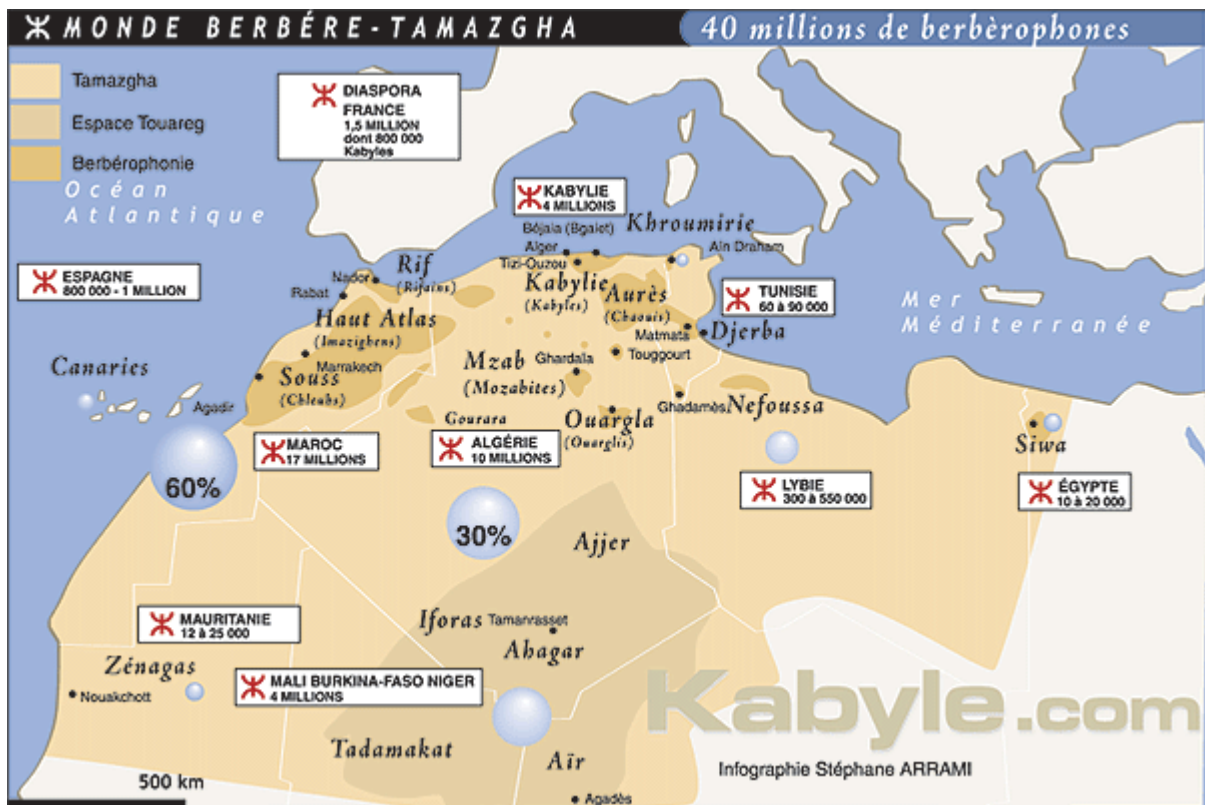 ⵣ MONDE BERBÉRE-TAMAZGHA
40 millions de berbèrophones
Tamazgha
Espace Touareg
Berbérophonie
Océan
Atlantique
DIASPORA
FRANCE
1,5 MILLION
dont 800 000
Kabyles
KABYLIE
4 MILLIONS
Khroumirie
Béjaïa (Bgaïet)
Alger
Tizi-Ouzou
Aïn Draham
ESPAGNE
800 000 - 1 MILLION
Nador
Rif
(Rifains)
Rabat
Kabylie
(Kabyles)
Aurès
(Chaouis)
TUNISIE
60 à 90 000
Mer
Méditerranée
Haut Atlas
(Imazighens)
Matmata
Djerba
Canaries
Marrakech
Mzab
(Mozabites)
Ghardaïa
Touggourt
Souss
(Chleuhs)
Agadir
Gourara
Ouargla
(Ouarglis)
Ghadamès
Nefoussa
Siwa
MAROC
17 MILLIONS
ALGÉRIE
10 MILLIONS
60%
LYBIE
300 à 550 000
ÉGYPTE
10 à 20 000
30%
Ajjer
MAURITANIE
12 à 25 000
Iforas
Tamanrasset
Ahagar
Zénagas
Nouakchott
MALI BURKINA-FASO NIGER
4 MILLIONS
Kabyle.com
Tadamakat
Aïr
Infographie Stéphane ARRAMI
500 km
Agadès